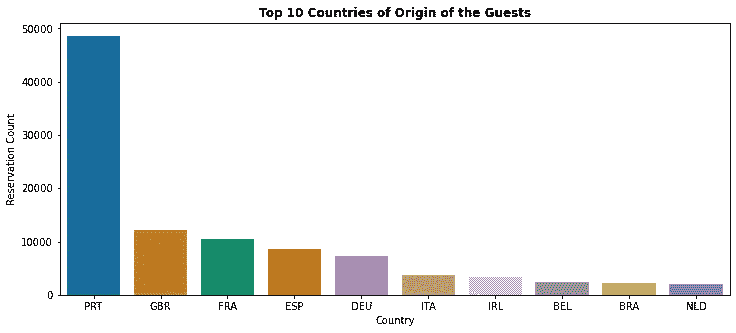 Top 10 Countries of Origin of the Guests
50000
40000
30000
20000
10000
0
Reservation Count
PRT GBR FRA ESP DEU ITA IRL BEL BRA NLD
Country